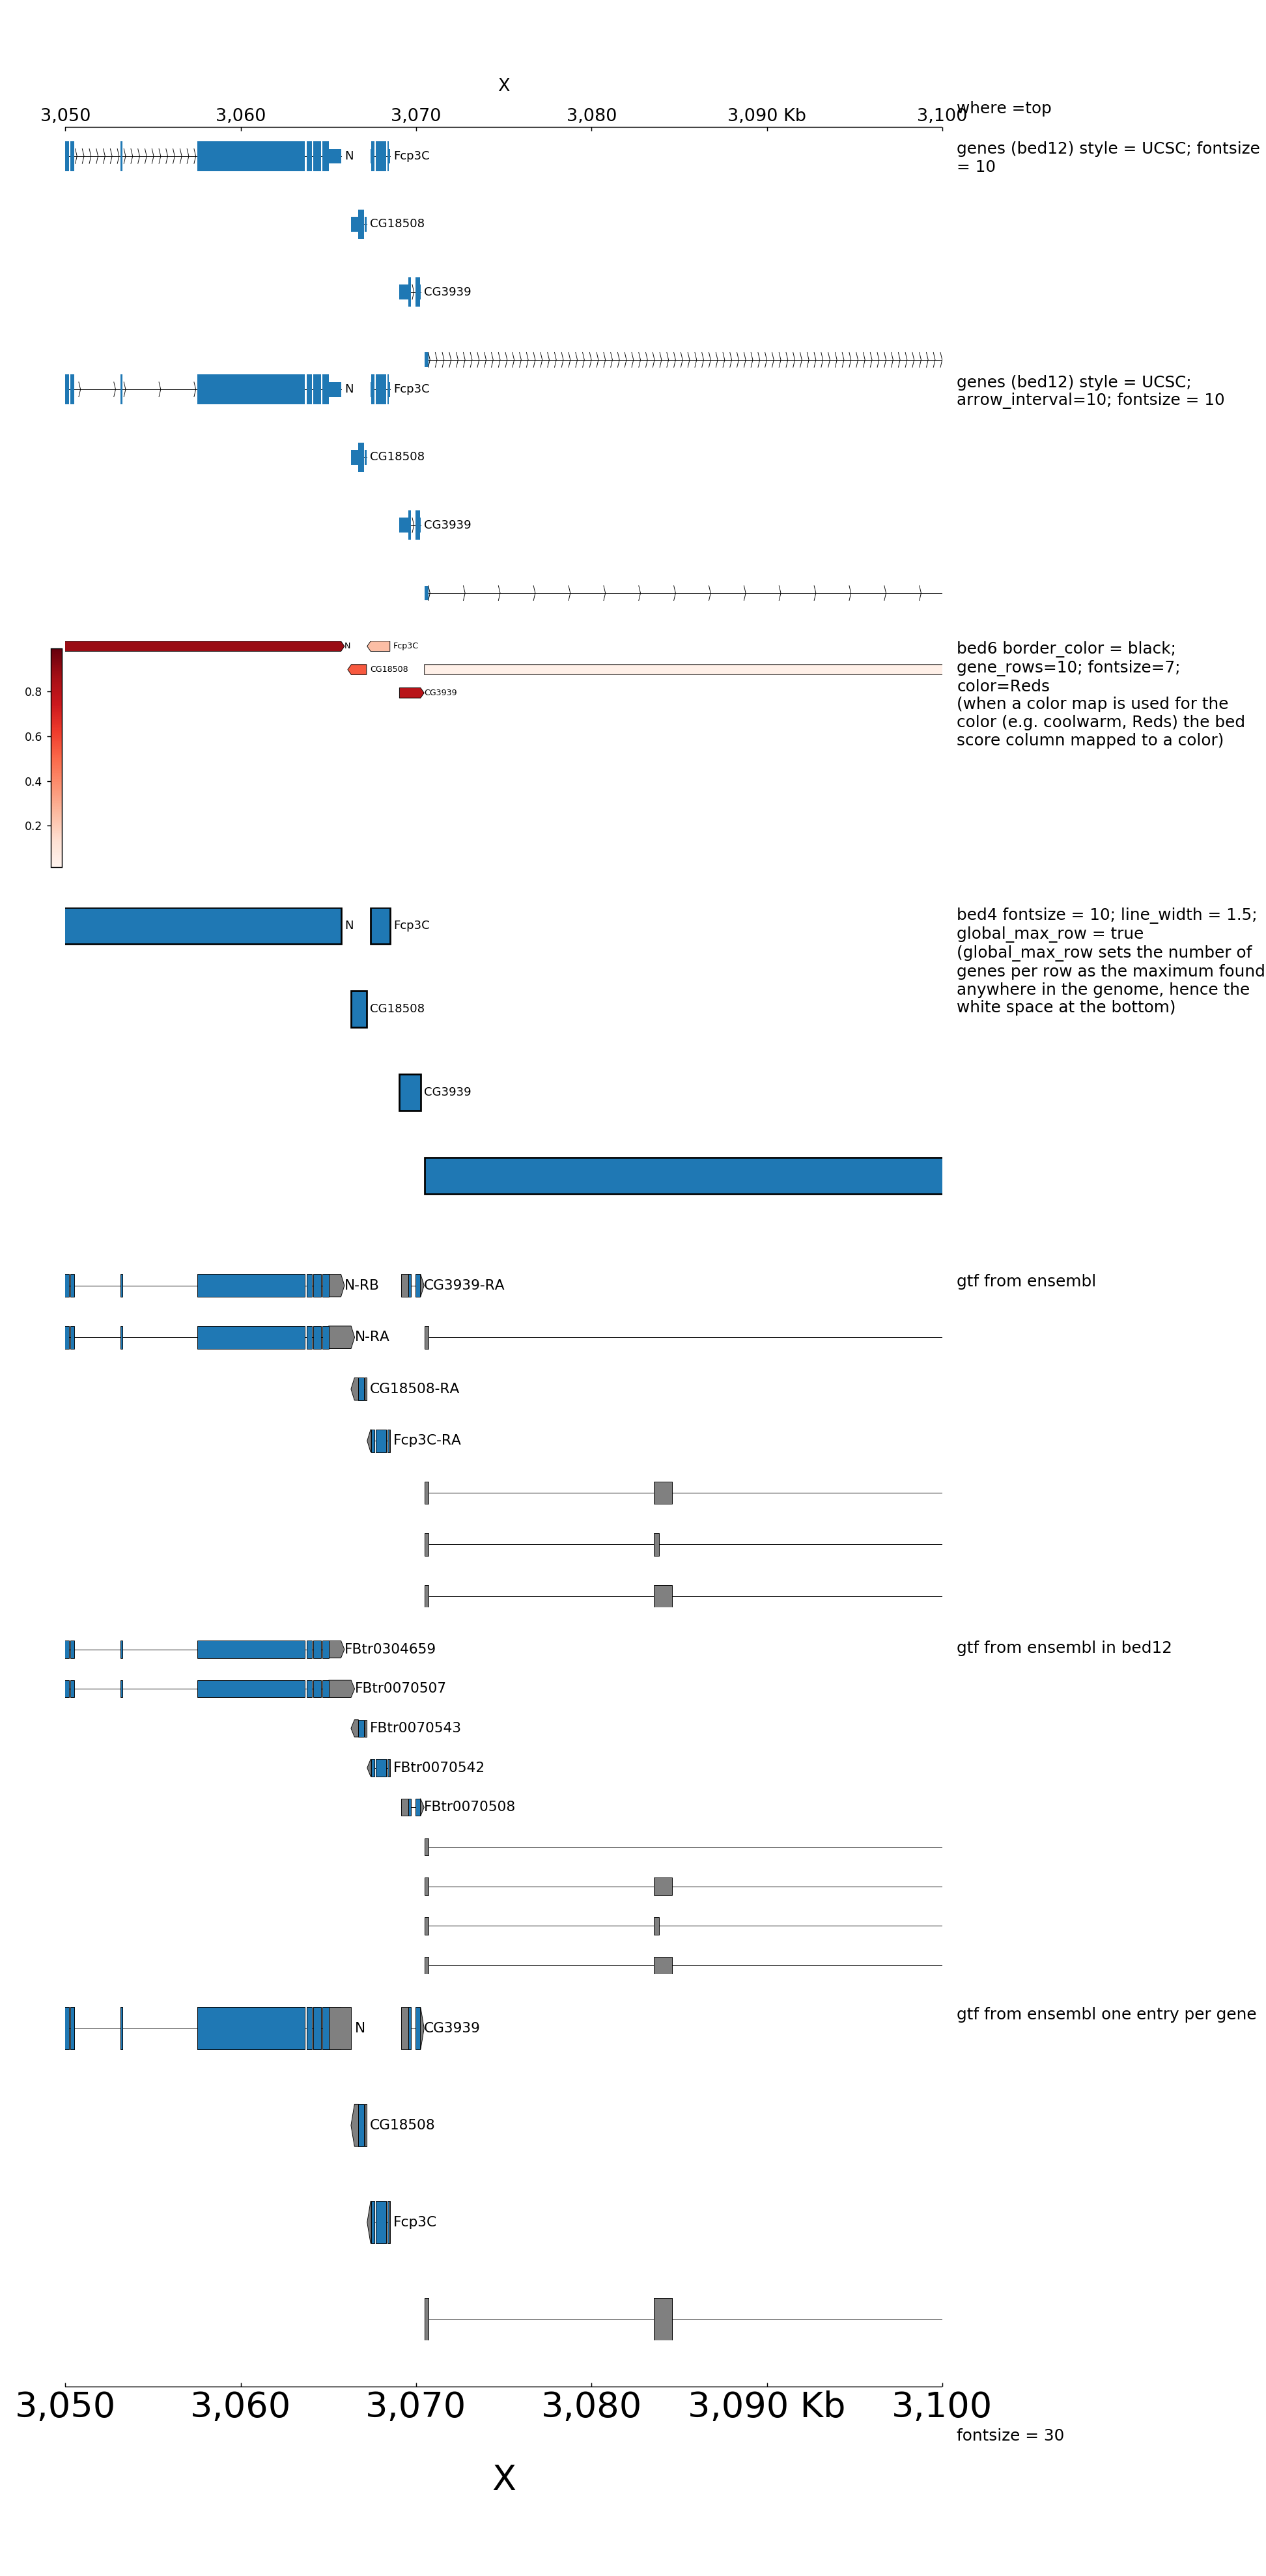 X
3,050 3,060 3,070 3,080 3,090 Kb 3,100
where =top
N Fcp3C
genes (bed12) style = UCSC; fontsize
= 10
CG18508
CG3939
N Fcp3C
genes (bed12) style = UCSC;
arrow_interval=10; fontsize = 10
CG18508
CG3939
N Fcp3C
CG18508
CG3939
0.8
0.6
0.4
0.2
bed6 border_color = black;
gene_rows=10; fontsize=7;
color=Reds
(when a color map is used for the
color (e.g. coolwarm, Reds) the bed
score column mapped to a color)
N Fcp3C
CG18508
CG3939
bed4 fontsize = 10; line_width = 1.5;
global_max_row = true
(global_max_row sets the number of
genes per row as the maximum found
anywhere in the genome, hence the
white space at the bottom)
N-RB CG3939-RA
gtf from ensembl
N-RA
CG18508-RA
Fcp3C-RA
FBtr0304659
gtf from ensembl in bed12
FBtr0070507
FBtr0070543
FBtr0070542
FBtr0070508
N CG3939
gtf from ensembl one entry per gene
CG18508
Fcp3C
3,050 3,060 3,070 3,080 3,090 Kb 3,100
fontsize = 30
X